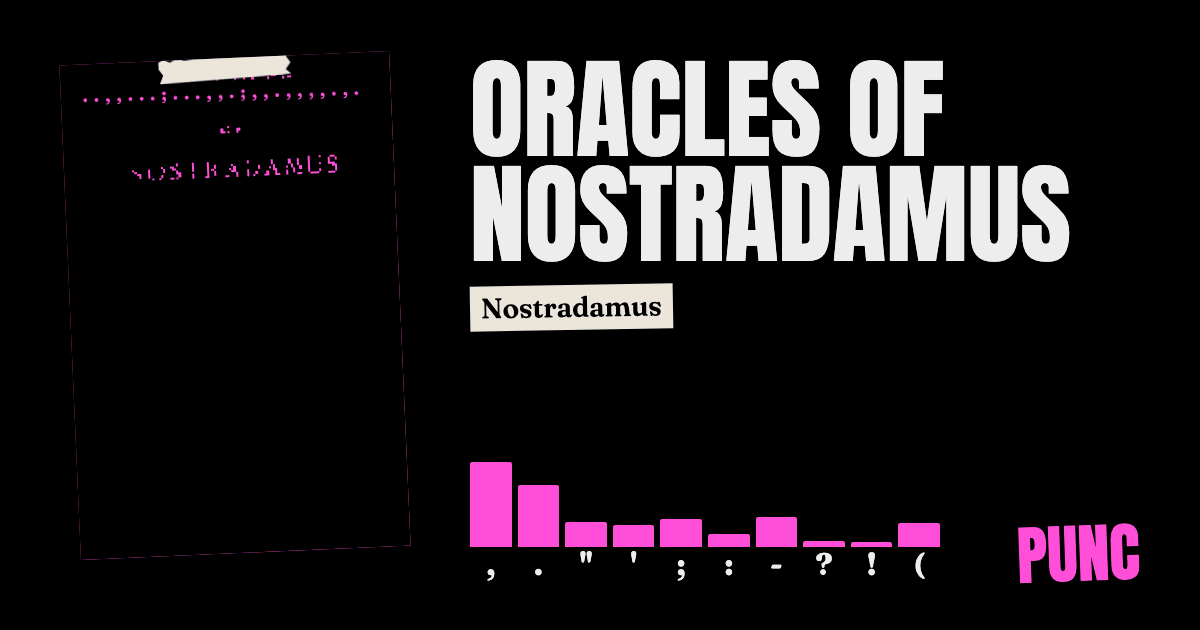 NOSTRADAMUS
ORACLES OF
NOSTRADAMUS
Nostradamus
, . " ' ; : - ? ! (
PUNC